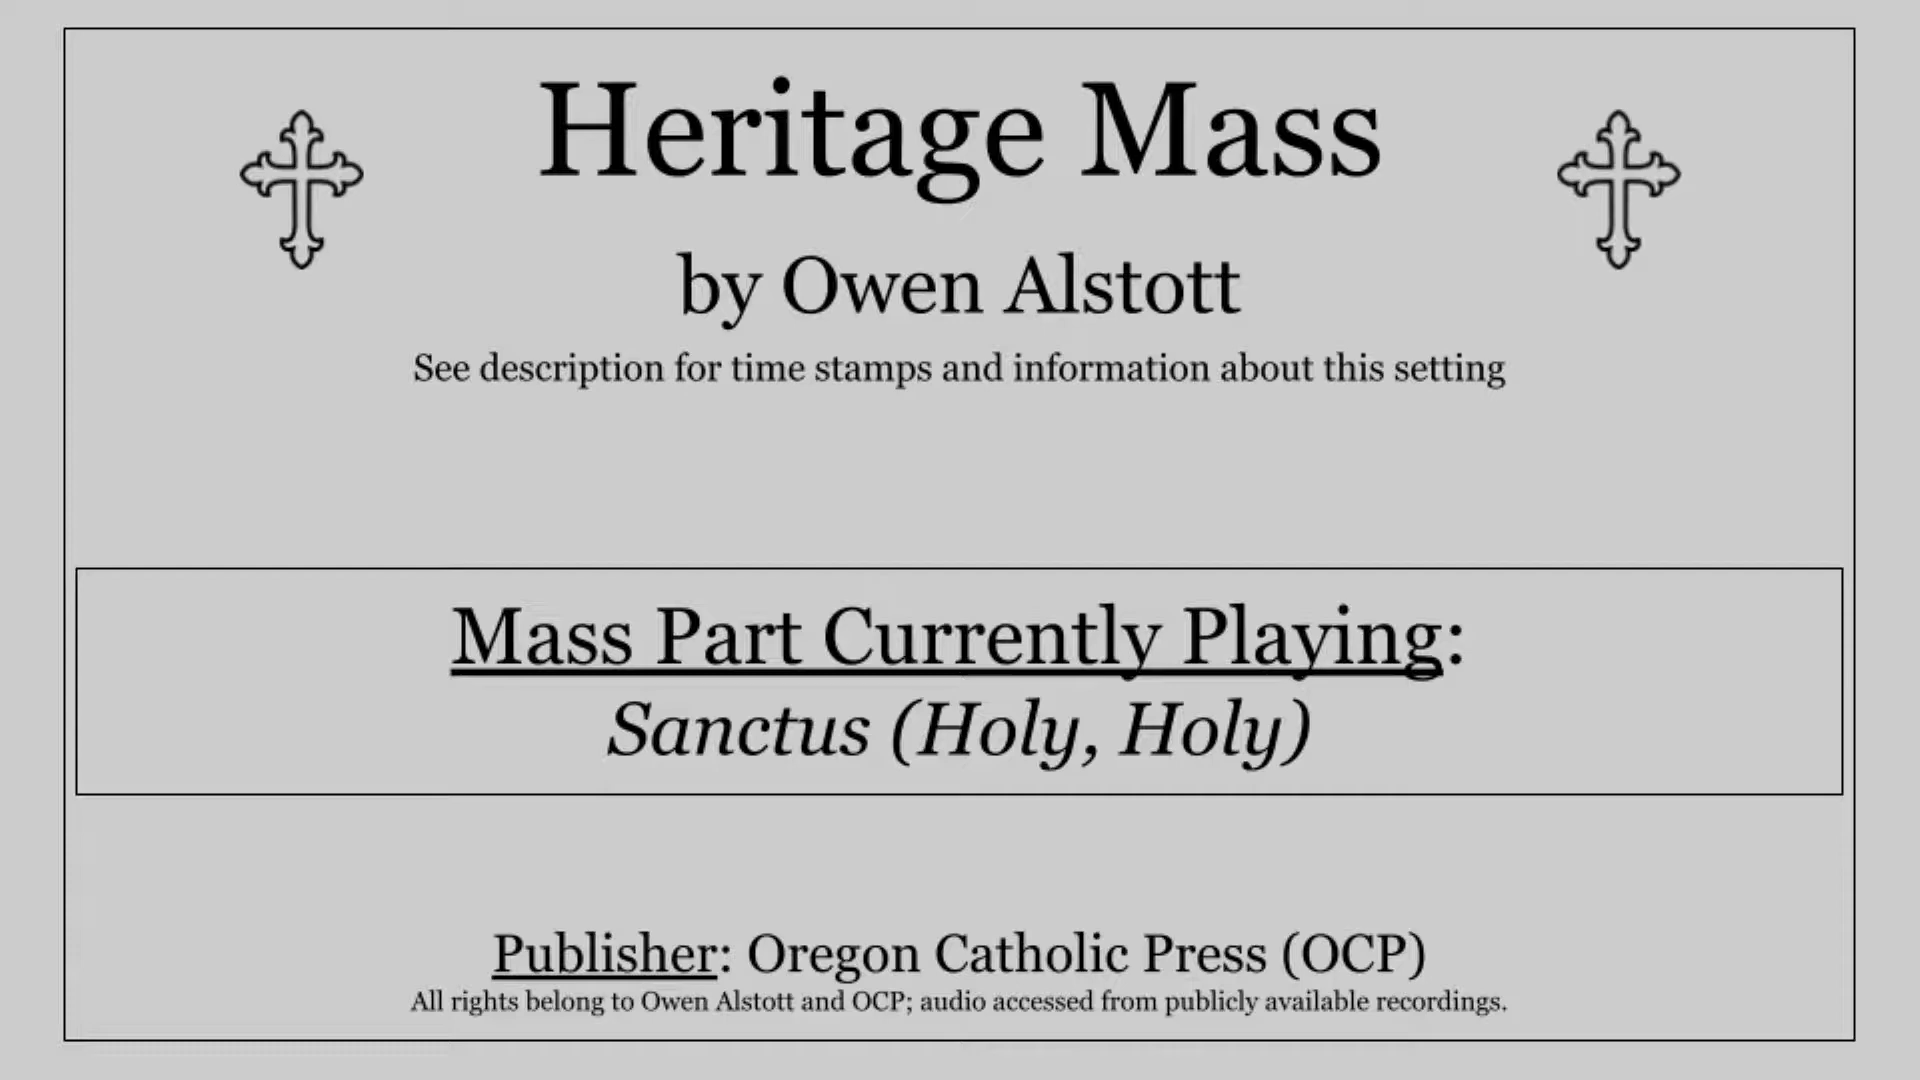 Heritage Mass
by Owen Alstott
See description for time stamps and information about this setting
Mass Part Currently Playing:
Sanctus (Holy, Holy)
Publisher: Oregon Catholic Press (OCP)
All rights belong to Owen Alstott and OCP; audio accessed from publicly available recordings.